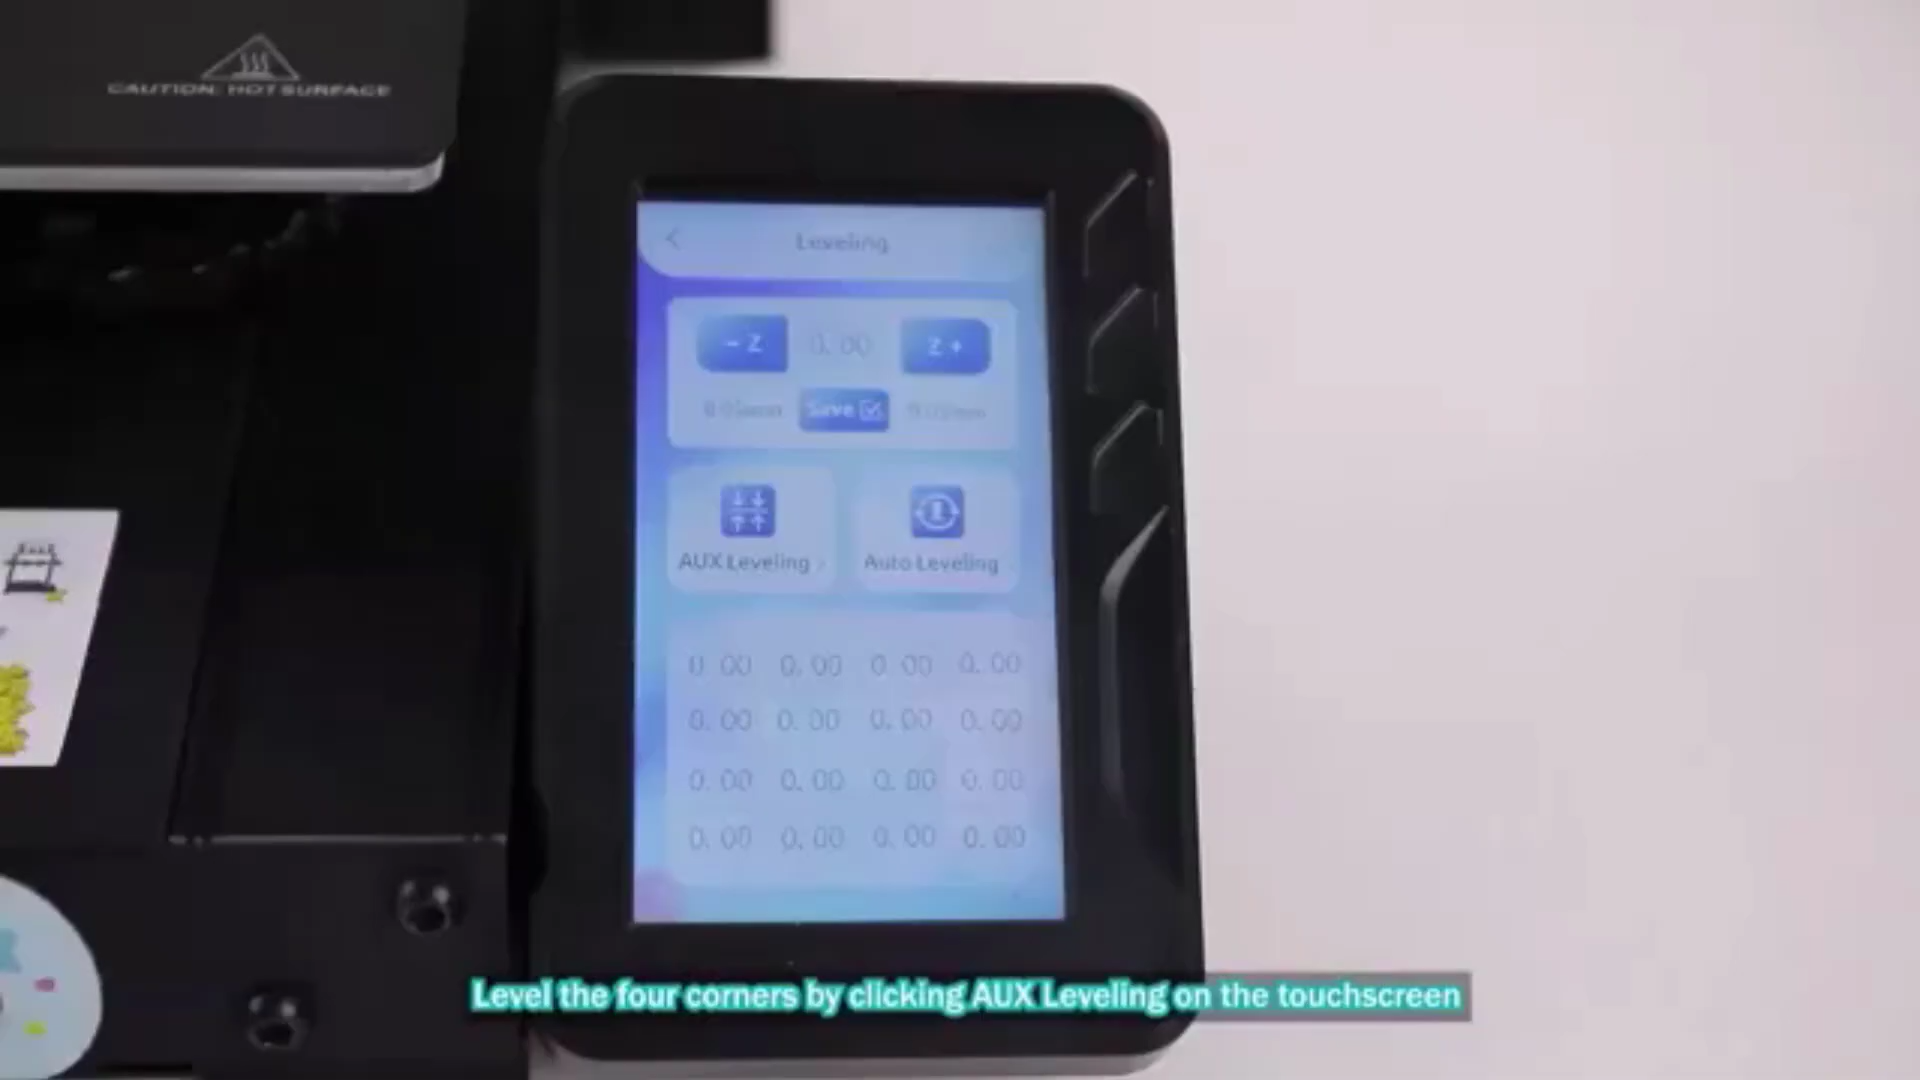 CAUTION: HOT SURFACE
<
Leveling
- Z 0.00 Z +
Save
AUX Leveling >
Auto Leveling
0.00 0.00 0.00 0.00
0.00 0.00 0.00 0.00
0.00 0.00 0.00 0.00
0.00 0.00 0.00 0.00
Level the four corners by clicking AUX Leveling on the touchscreen